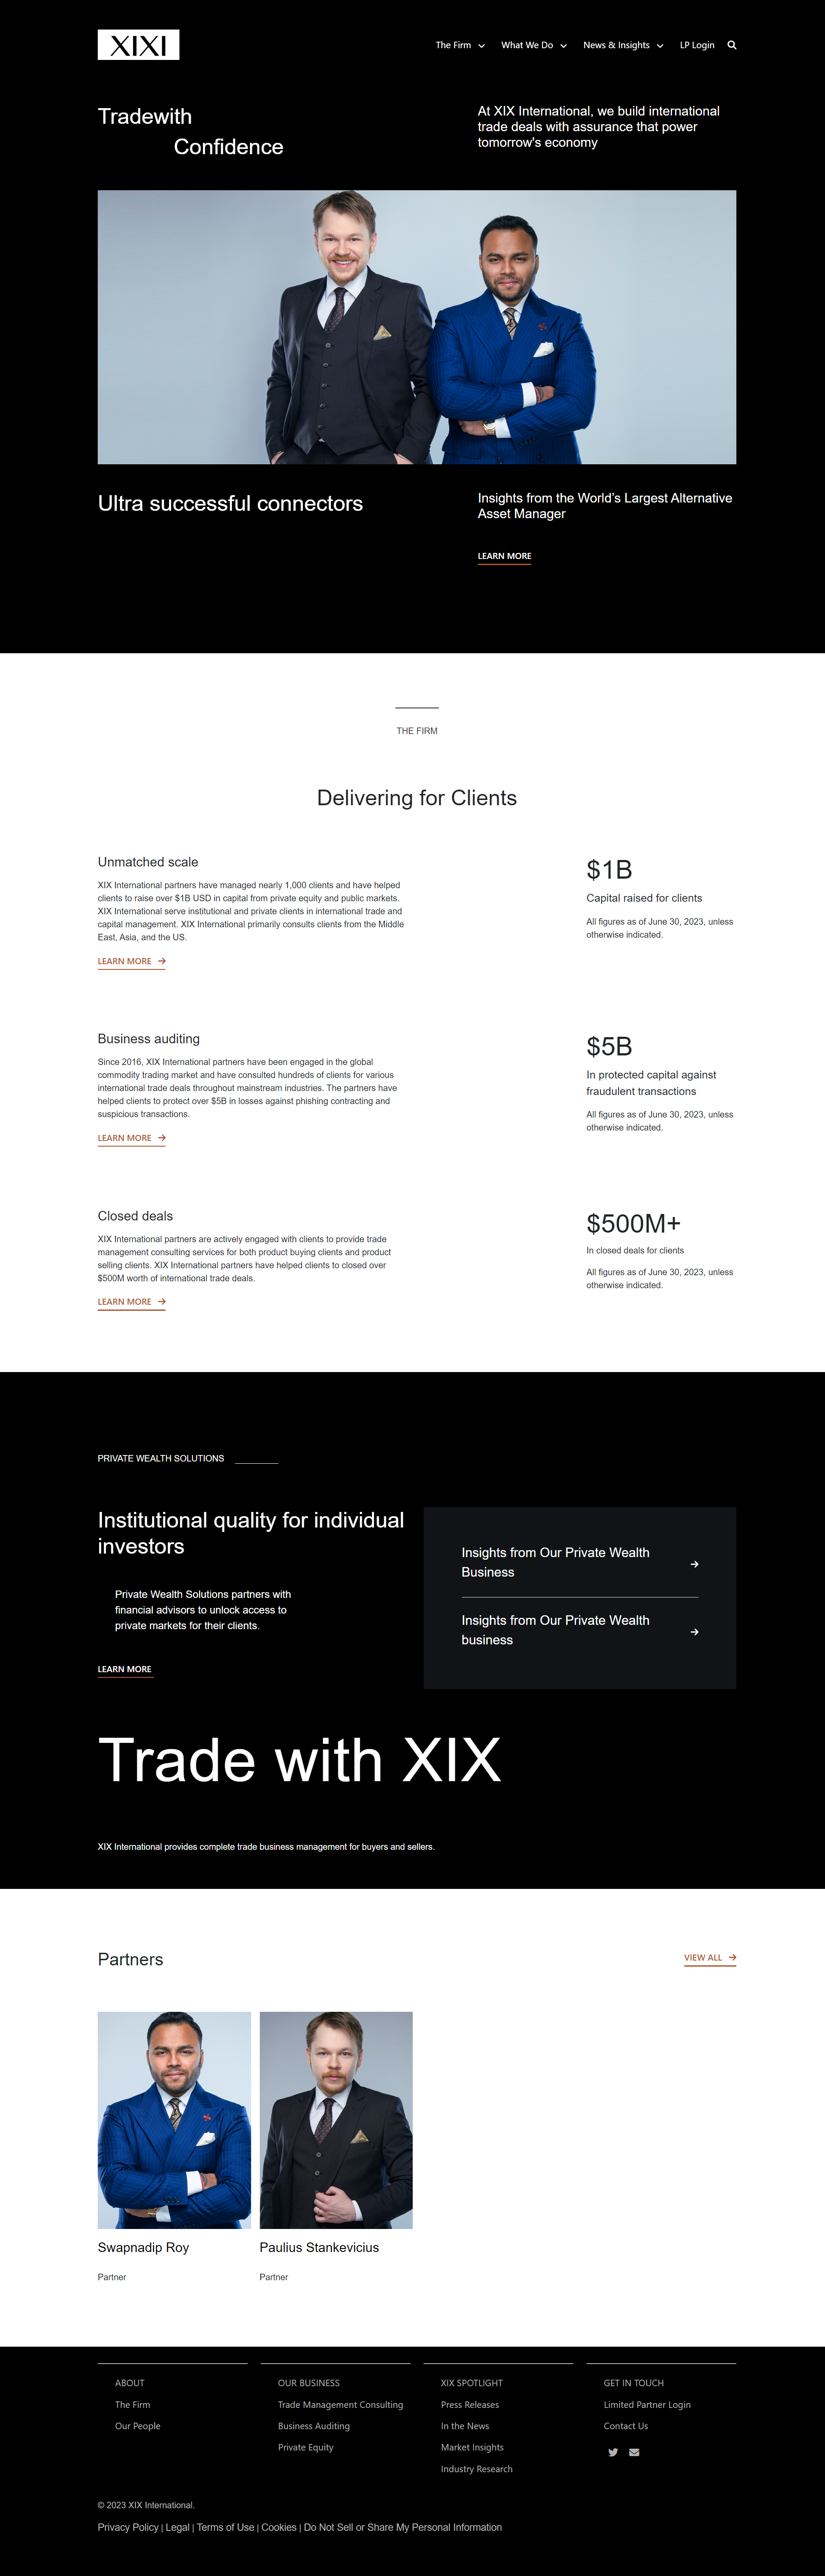 XIXI
The Firm
What We Do
News & Insights
LP Login
Tradewith
Confidence
At XIX International, we build international
trade deals with assurance that power
tomorrow's economy
Ultra successful connectors
Insights from the World's Largest Alternative
Asset Manager
LEARN MORE
THE FIRM
Delivering for Clients
Unmatched scale
XIX International partners have managed nearly 1,000 clients and have helped
clients to raise over $1B USD in capital from private equity and public markets.
XIX International serve institutional and private clients in international trade and
capital management. XIX International primarily consults clients from the Middle
East, Asia, and the US.
LEARN MORE
$1B
Capital raised for clients
All figures as of June 30, 2023, unless
otherwise indicated.
Business auditing
Since 2016, XIX International partners have been engaged in the global
commodity trading market and have consulted hundreds of clients for various
international trade deals throughout mainstream industries. The partners have
helped clients to protect over $5B in losses against phishing contracting and
suspicious transactions.
LEARN MORE
$5B
In protected capital against
fraudulent transactions
All figures as of June 30, 2023, unless
otherwise indicated.
Closed deals
XIX International partners are actively engaged with clients to provide trade
management consulting services for both product buying clients and product
selling clients. XIX International partners have helped clients to closed over
$500M worth of international trade deals.
LEARN MORE
$500M+
In closed deals for clients
All figures as of June 30, 2023, unless
otherwise indicated.
PRIVATE WEALTH SOLUTIONS
Institutional quality for individual
investors
Private Wealth Solutions partners with
financial advisors to unlock access to
private markets for their clients.
LEARN MORE
Insights from Our Private Wealth
Business
Insights from Our Private Wealth
business
Trade with XIX
XIX International provides complete trade business management for buyers and sellers.
Partners
VIEW ALL
Swapnadip Roy
Partner
Paulius Stankevicius
Partner
ABOUT
The Firm
Our People
OUR BUSINESS
Trade Management Consulting
Business Auditing
Private Equity
XIX SPOTLIGHT
Press Releases
In the News
Market Insights
Industry Research
GET IN TOUCH
Limited Partner Login
Contact Us
© 2023 XIX International.
Privacy Policy | Legal | Terms of Use | Cookies | Do Not Sell or Share My Personal Information